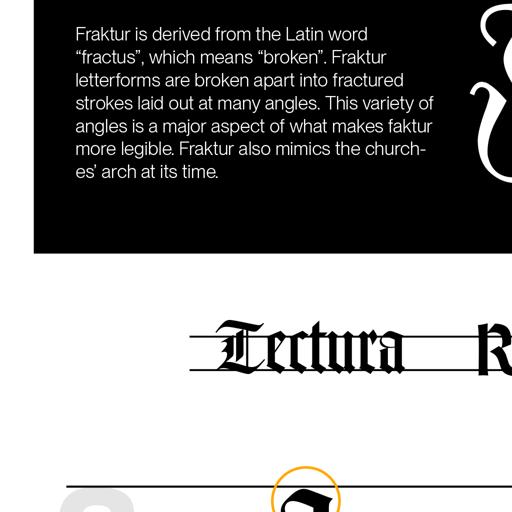 Fraktur is derived from the Latin word
“fractus”, which means “broken”. Fraktur
letterforms are broken apart into fractured
strokes laid out at many angles. This variety of
angles is a major aspect of what makes faktur
more legible. Fraktur also mimics the church-
es’ arch at its time.
Tectura R